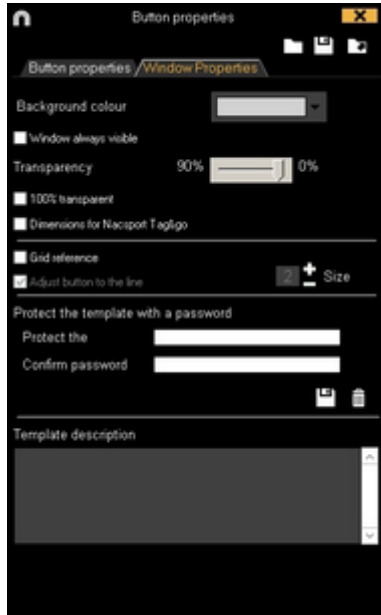 Button properties
Button properties Window Properties
Background colour
Window always visible
Transparency 90% 0%
100% transparent
Dimensions for Nacsport Tag&go
Grid reference
Adjust button to the line 2 Size
Protect the template with a password
Protect the
Confirm password
Template description